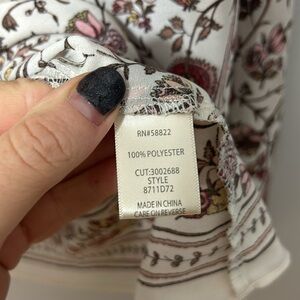 RN#58822
100% POLYESTER
CUT:3002688
STYLE
8711D72
MADE IN CHINA
CARE ON REVERSE